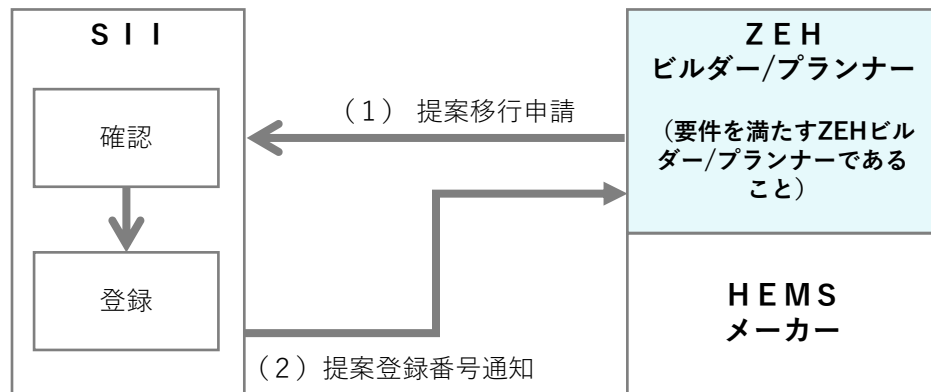 ＳＩＩ
確認
登録
（１） 提案移行申請
（２）提案登録番号通知
ＺＥＨ
ビルダー/プランナー
（要件を満たすZEHビル
ダー/プランナーである
こと）
ＨＥＭＳ
メーカー